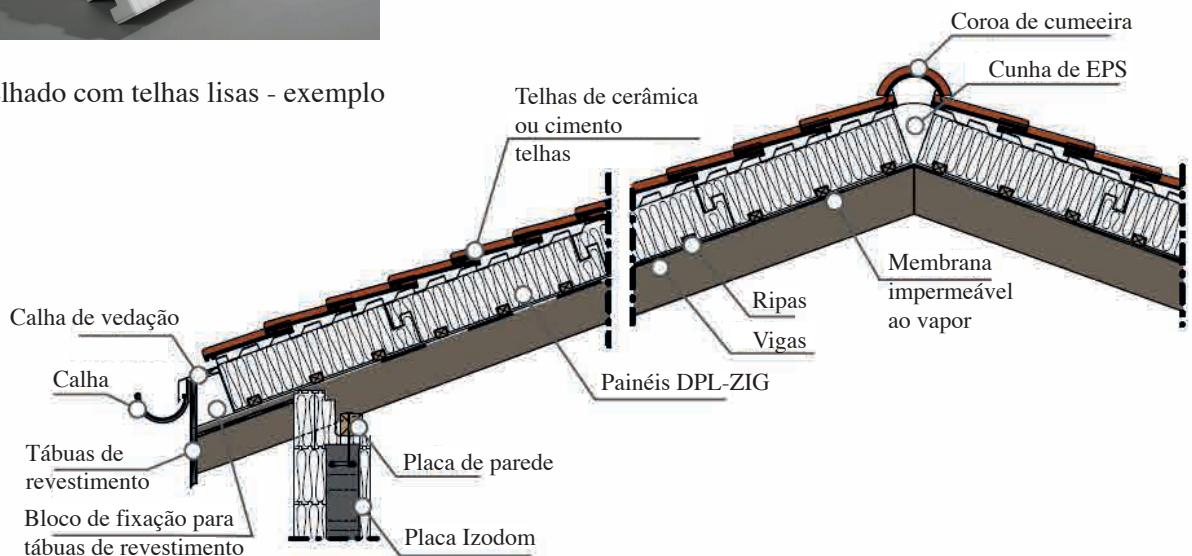 lhado com telhas lisas - exemplo
Coroa de cumeeira
Cunha de EPS
Telhas de cerâmica
ou cimento
telhas
Membrana
impermeável
ao vapor
Ripas
Vigas
Painéis DPL-ZIG
Calha de vedação
Calha
Tábuas de
revestimento
Bloco de fixação para
tábuas de revestimento
Placa de parede
Placa Izodom